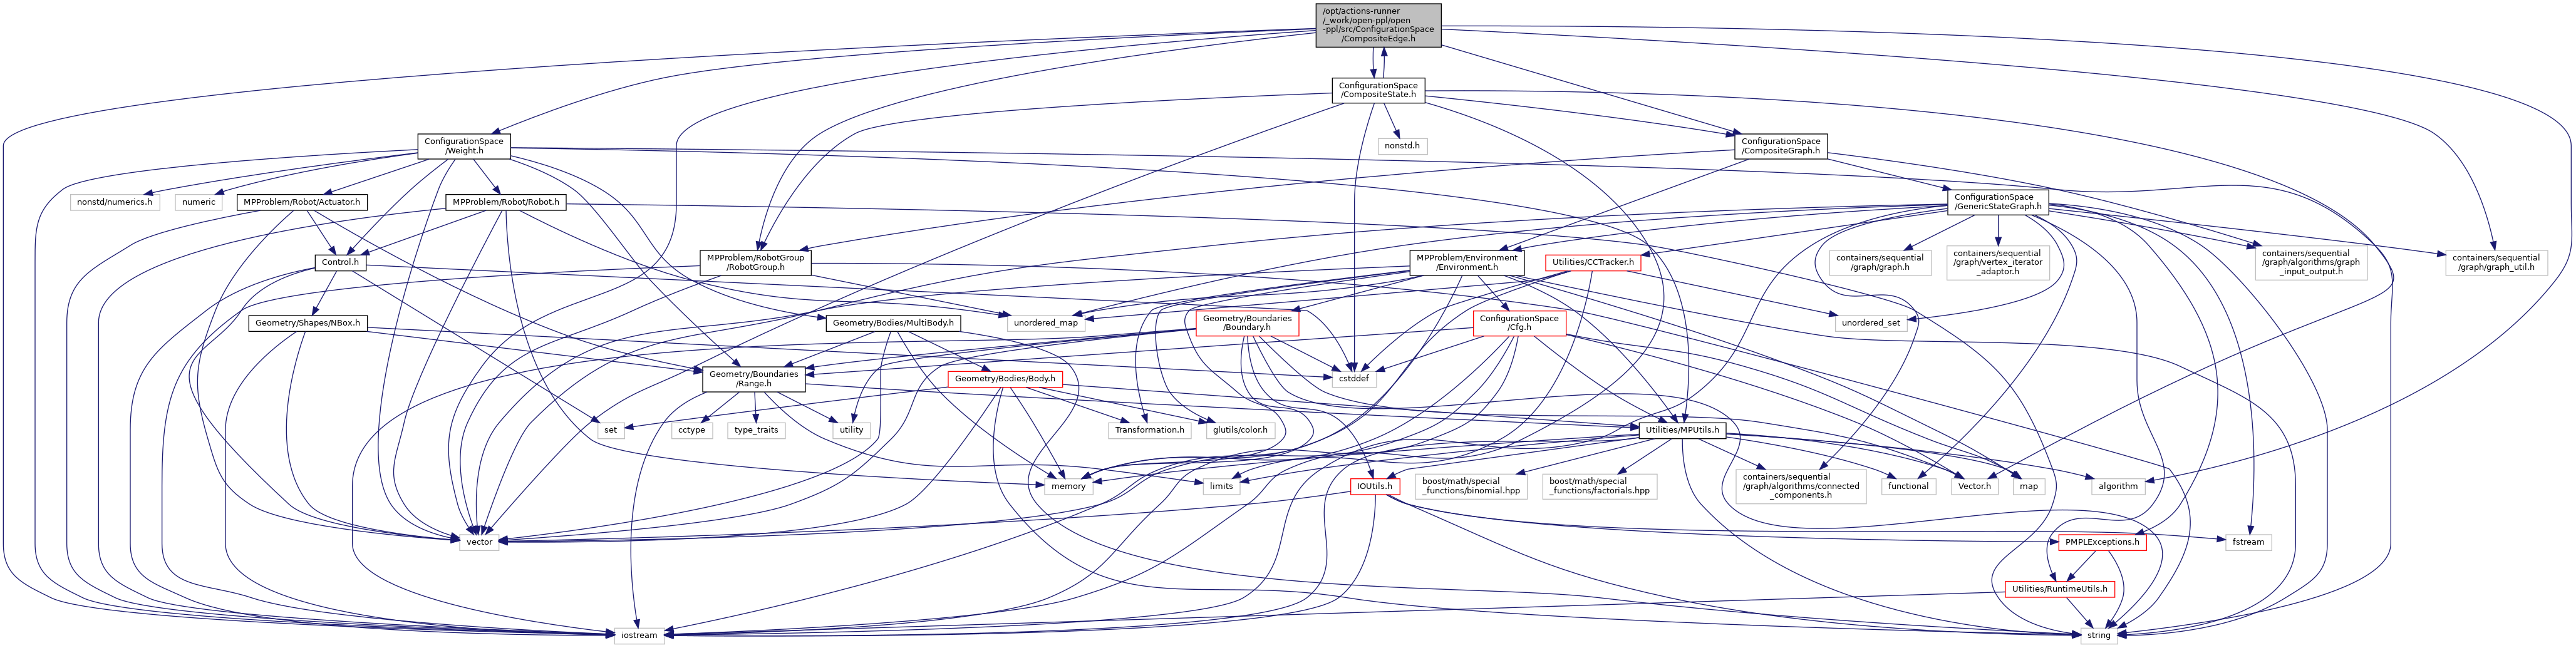 /opt/actions-runner
/_work/open-ppl/open
-ppl/src/ConfigurationSpace
/CompositeEdge.h
ConfigurationSpace
/CompositeState.h
ConfigurationSpace
/Weight.h
nonstd.h
ConfigurationSpace
/CompositeGraph.h
nonstd/numerics.h
numeric
MPProblem/Robot/Actuator.h
MPProblem/Robot/Robot.h
ConfigurationSpace
/GenericStateGraph.h
Control.h
MPProblem/RobotGroup
/RobotGroup.h
MPProblem/Environment
/Environment.h
Utilities/CCTracker.h
containers/sequential
/graph/graph.h
containers/sequential
/graph/vertex_iterator
_adaptor.h
containers/sequential
/graph/algorithms/graph
_input_output.h
containers/sequential
/graph/graph_util.h
Geometry/Shapes/NBox.h
Geometry/Bodies/MultiBody.h
unordered_map
Geometry/Boundaries
/Boundary.h
ConfigurationSpace
/Cfg.h
unordered_set
Geometry/Boundaries
/Range.h
Geometry/Bodies/Body.h
cstddef
set
cctype
type_traits
utility
Transformation.h
glutils/color.h
Utilities/MPUtils.h
memory
limits
IOUtils.h
boost/math/special
_functions/binomial.hpp
boost/math/special
_functions/factorials.hpp
containers/sequential
/graph/algorithms/connected
_components.h
functional
Vector.h
map
algorithm
vector
PMPLExceptions.h
fstream
Utilities/RuntimeUtils.h
iostream
string